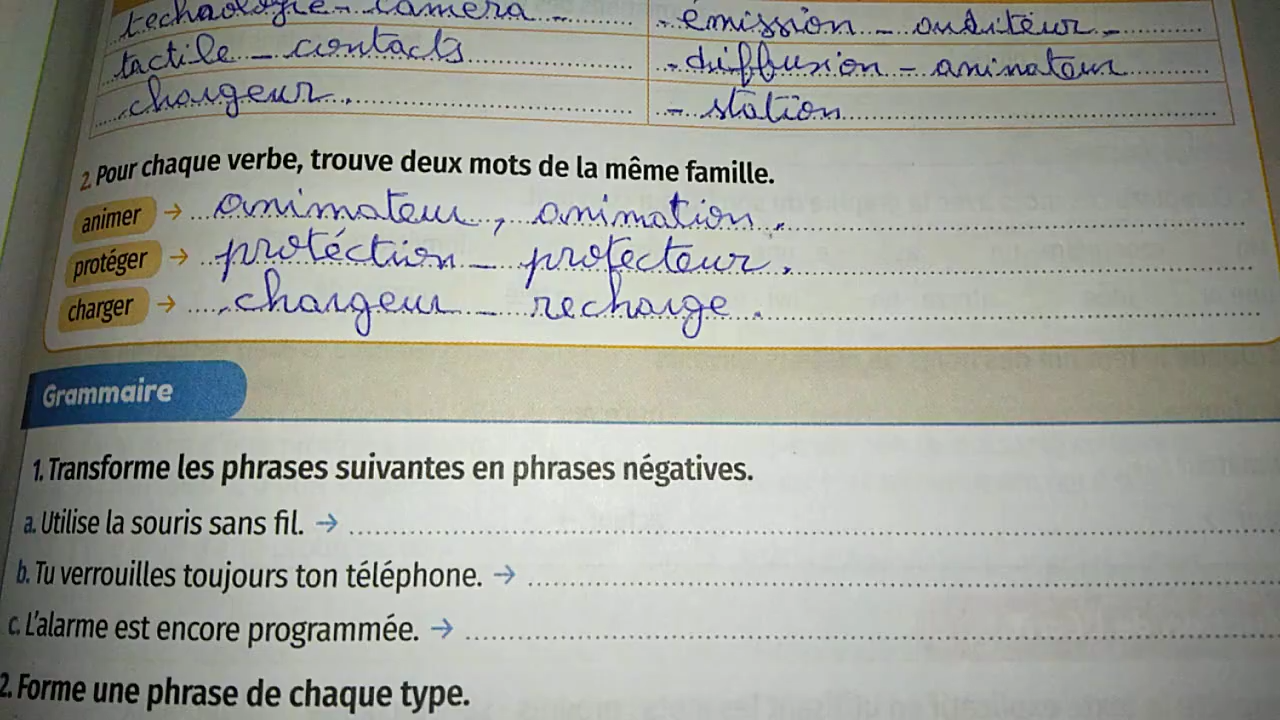 technologie - caméra - - émission - auditeur -
tactile - contacts - diffusion - animateur
chargeur. - station
2. Pour chaque verbe, trouve deux mots de la même famille.
animer → animateur, animation.
protéger → protéction - protecteur.
charger → chargeur - recharge.
Grammaire
1. Transforme les phrases suivantes en phrases négatives.
a. Utilise la souris sans fil. →
b. Tu verrouilles toujours ton téléphone. →
c. L'alarme est encore programmée. →
2. Forme une phrase de chaque type.